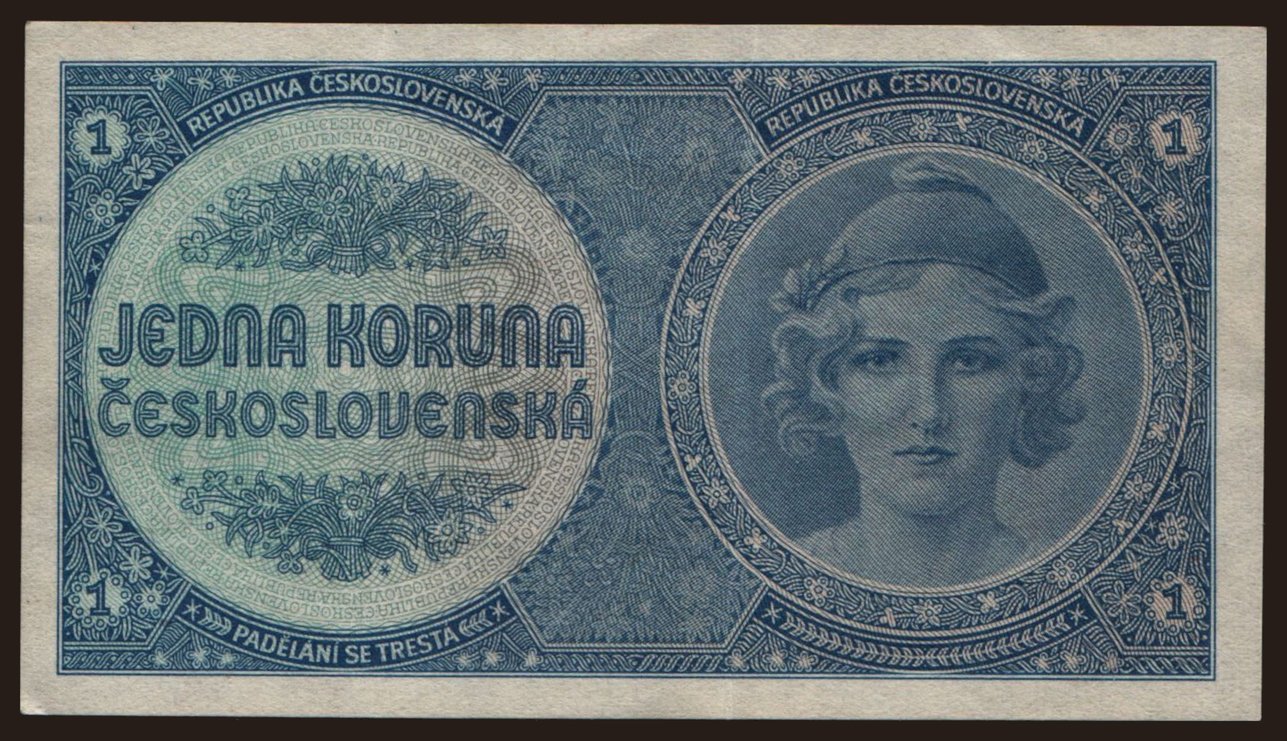 REPUBLIKA ČESKOSLOVENSKÁ
REPUBLIKA ČESKOSLOVENSKÁ
1
1
JEDNA KORUNA
ČESKOSLOVENSKÁ
1
1
PADĚLÁNÍ SE TRESTÁ